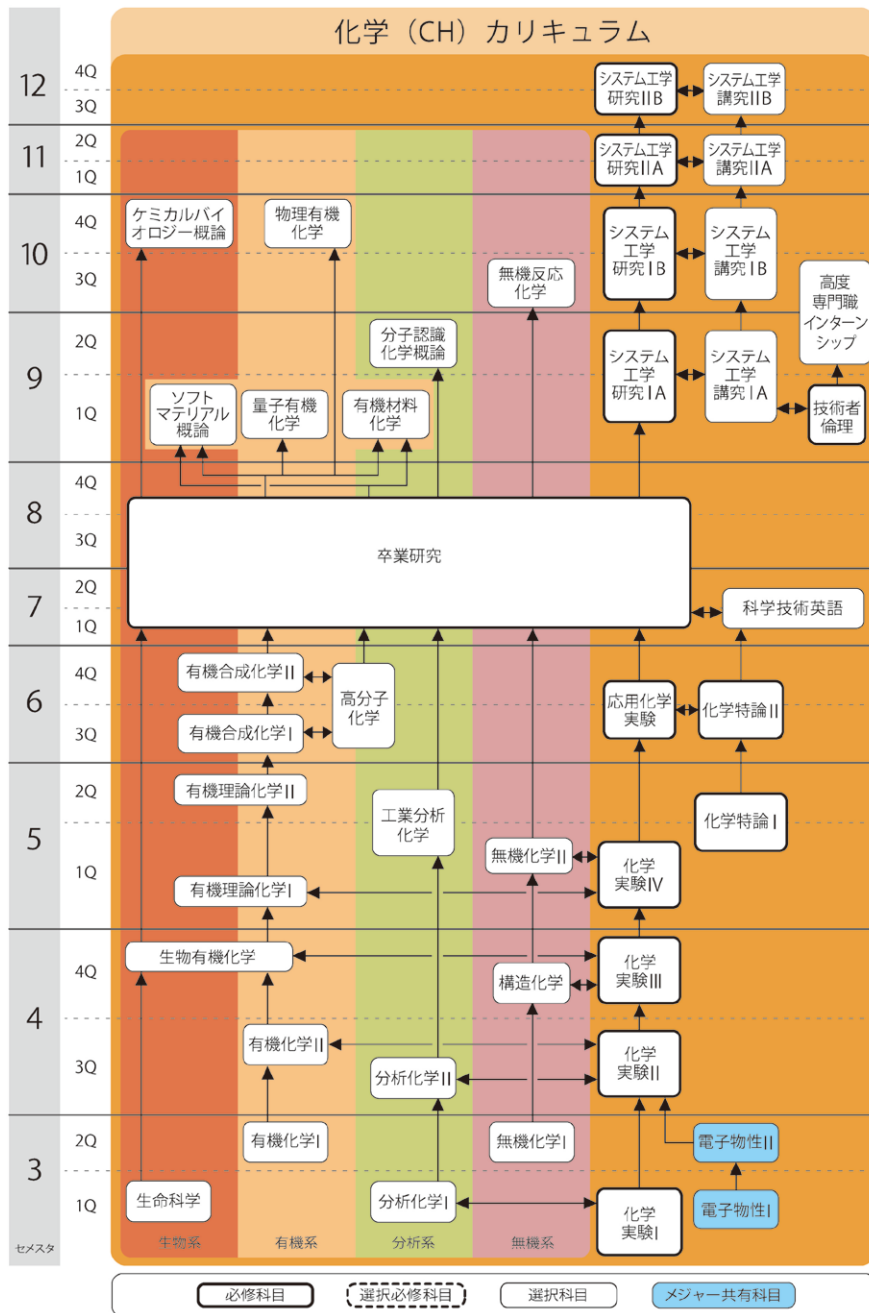 化学（CH）カリキュラム
12
4Q
システム工学
研究IIB
システム工学
講究IIB
3Q
11
2Q
システム工学
研究IIA
システム工学
講究IIA
1Q
10
4Q
ケミカルバイ
オロジー概論
物理有機
化学
システム
工学
研究ⅠB
システム
工学
講究ⅠB
3Q
無機反応
化学
高度
専門職
インターン
シップ
9
2Q
分子認識
化学概論
システム
工学
研究ⅠA
システム
工学
講究ⅠA
1Q
ソフト
マテリアル
概論
量子有機
化学
有機材料
化学
技術者
倫理
8
4Q
3Q
卒業研究
7
2Q
科学技術英語
1Q
6
4Q
有機合成化学II
高分子
化学
応用化学
実験
化学特論II
3Q
有機合成化学I
5
2Q
有機理論化学II
工業分析
化学
化学特論I
1Q
無機化学II
化学
実験IV
有機理論化学I
4
4Q
生物有機化学
構造化学
化学
実験III
3Q
有機化学II
化学
実験II
分析化学II
3
2Q
有機化学I
無機化学I
電子物性II
1Q
生命科学
分析化学I
化学
実験I
電子物性I
セメスタ
生物系
有機系
分析系
無機系
必修科目
選択必修科目
選択科目
メジャー共有科目